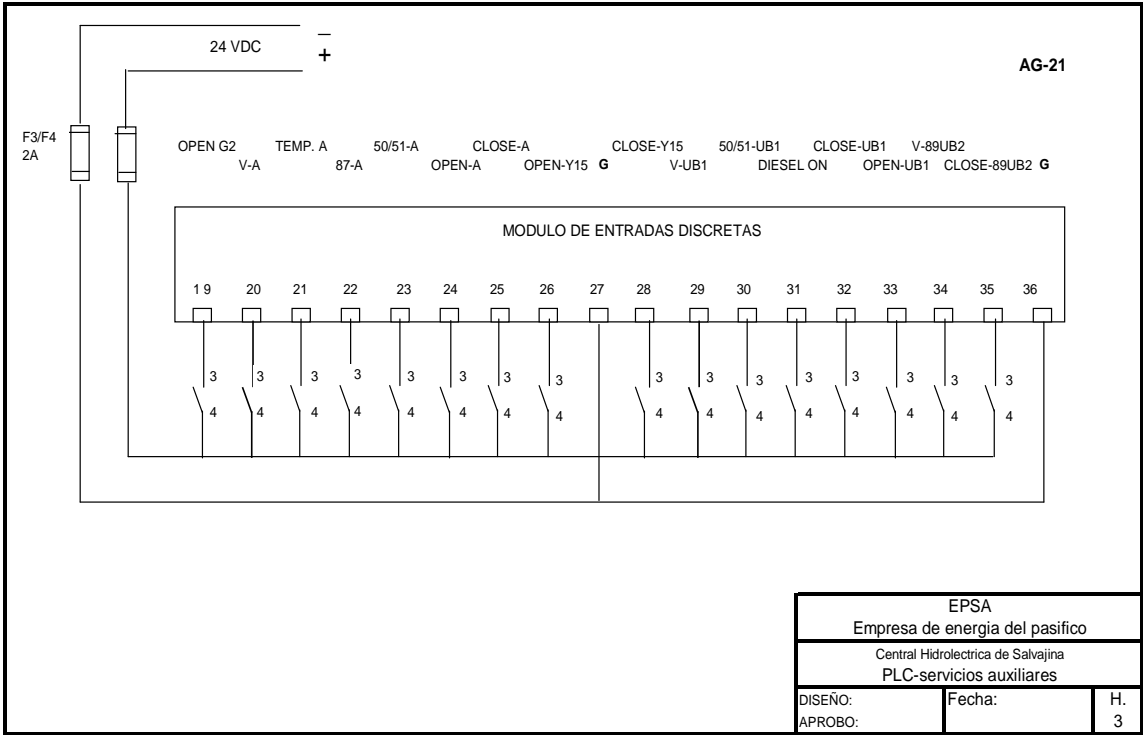 24 VDC
–
+
AG-21
F3/F4
2A
OPEN G2 TEMP. A 50/51-A CLOSE-A CLOSE-Y15 50/51-UB1 CLOSE-UB1 V-89UB2
V-A 87-A OPEN-A OPEN-Y15 G V-UB1 DIESEL ON OPEN-UB1 CLOSE-89UB2 G
MODULO DE ENTRADAS DISCRETAS
1 9 20 21 22 23 24 25 26 27 28 29 30 31 32 33 34 35 36
3 3 3 3 3 3 3 3 3 3 3 3 3 3 3 3
4 4 4 4 4 4 4 4 4 4 4 4 4 4 4 4
EPSA
Empresa de energia del pasifico
Central Hidrolectrica de Salvajina
PLC-servicios auxiliares
DISEÑO: Fecha: H.
APROBO: 3